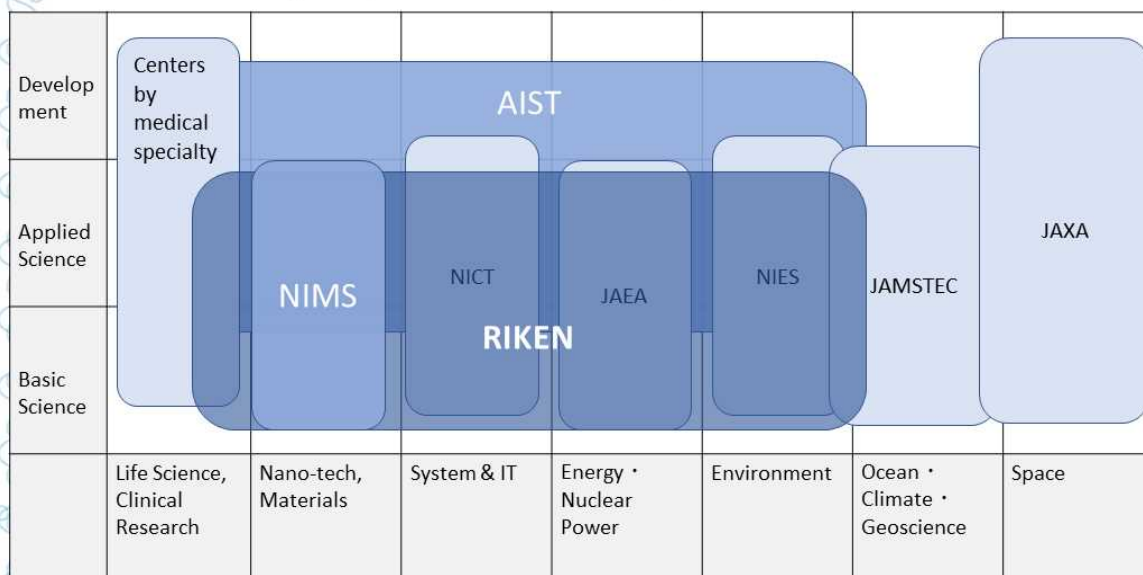 Develop
ment
Applied
Science
Basic
Science
Centers
by
medical
specialty
AIST
NIMS
NICT
JAEA
NIES
RIKEN
JAMSTEC
JAXA
Life Science,
Clinical
Research
Nano-tech,
Materials
System & IT
Energy・
Nuclear
Power
Environment
Ocean・
Climate・
Geoscience
Space